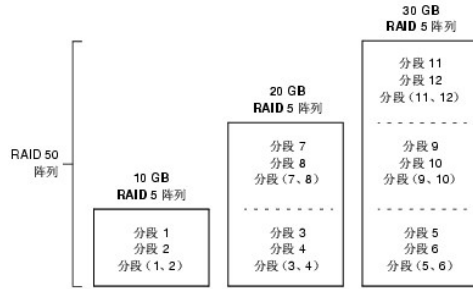 RAID 50
阵列
10 GB
RAID 5 阵列
分段 1
分段 2
分段（1、2）
20 GB
RAID 5 阵列
分段 7
分段 8
分段（7、8）
分段 3
分段 4
分段（3、4）
30 GB
RAID 5 阵列
分段 11
分段 12
分段（11、12）
分段 9
分段 10
分段（9、10）
分段 5
分段 6
分段（5、6）